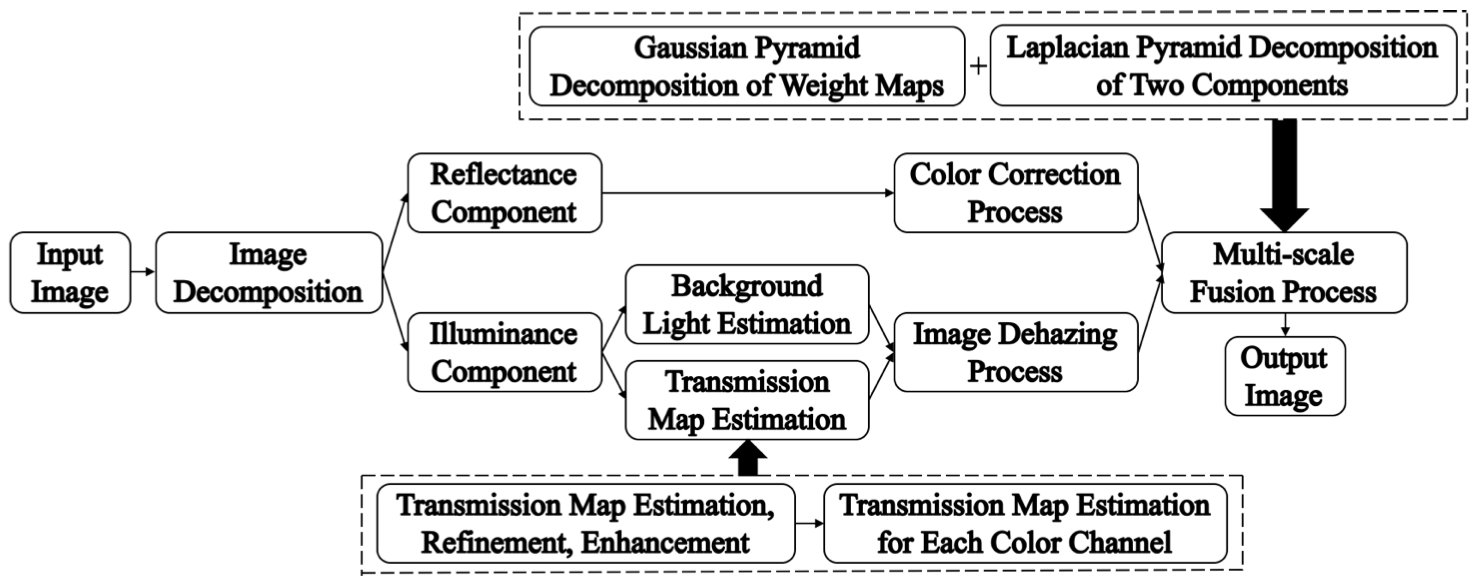 Gaussian Pyramid
Decomposition of Weight Maps
+
Laplacian Pyramid Decomposition
of Two Components
Reflectance
Component
Color Correction
Process
Input
Image
Image
Decomposition
Multi-scale
Fusion Process
Background
Light Estimation
Illuminance
Component
Image Dehazing
Process
Transmission
Map Estimation
Output
Image
Transmission Map Estimation,
Refinement, Enhancement
Transmission Map Estimation
for Each Color Channel